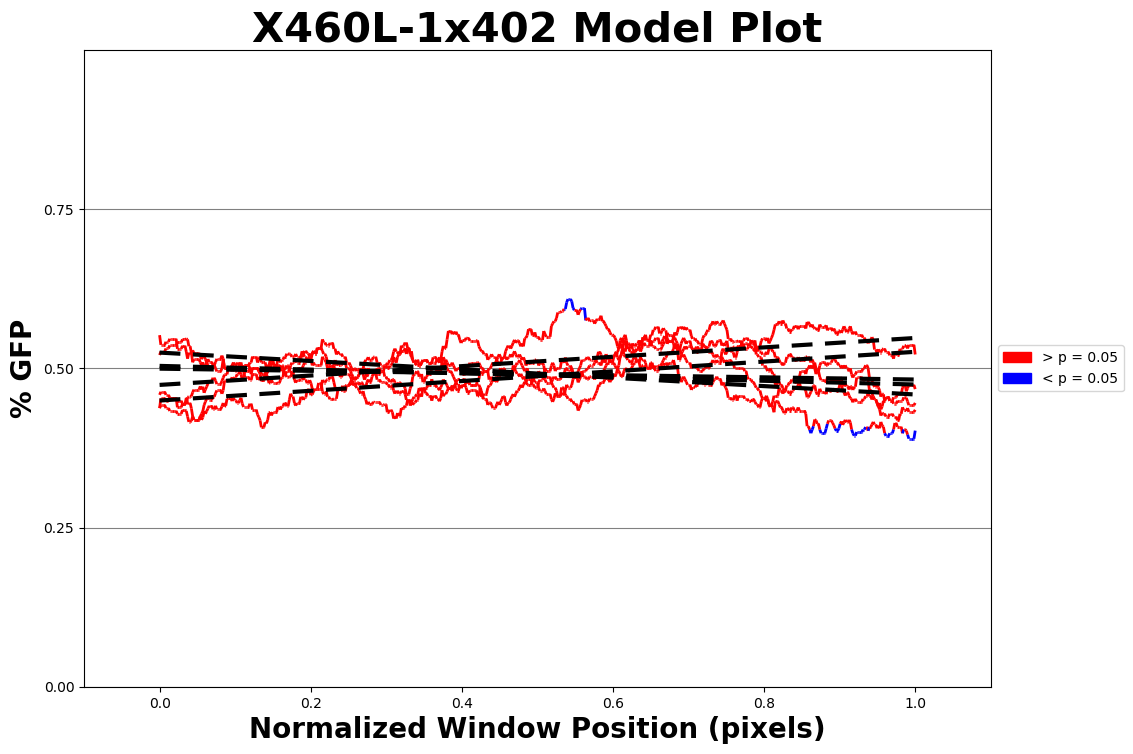 X460L-1x402 Model Plot
% GFP
0.75
0.50
0.25
0.00
0.0 0.2 0.4 0.6 0.8 1.0
Normalized Window Position (pixels)
> p = 0.05
< p = 0.05